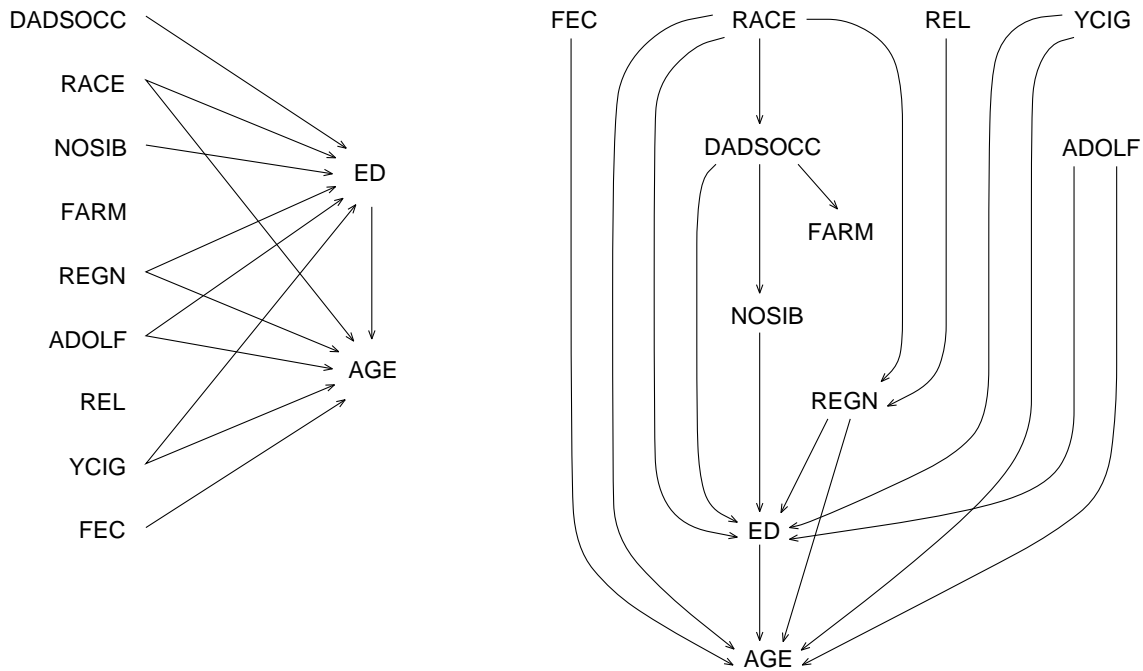 DADSOCC
RACE
NOSIB
FARM
REGN
ADOLF
REL
YCIG
FEC
ED
AGE
FEC
RACE
REL
YCIG
DADSOCC
ADOLF
FARM
NOSIB
REGN
ED
AGE